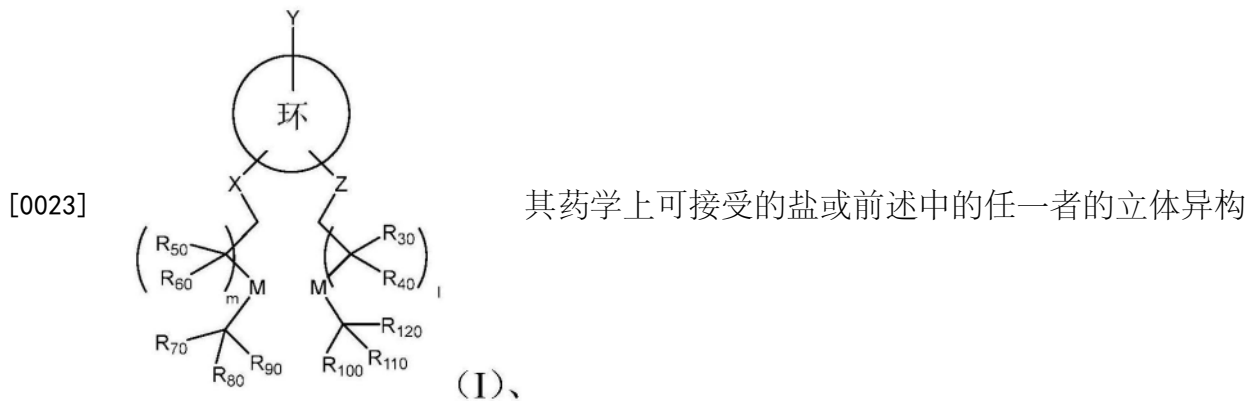 Y
环
X Z
[0023] 其药学上可接受的盐或前述中的任一者的立体异构
R50 R30
R60 R40
m M M l
R70 R120
R80 R90 R100 R110
(I)、